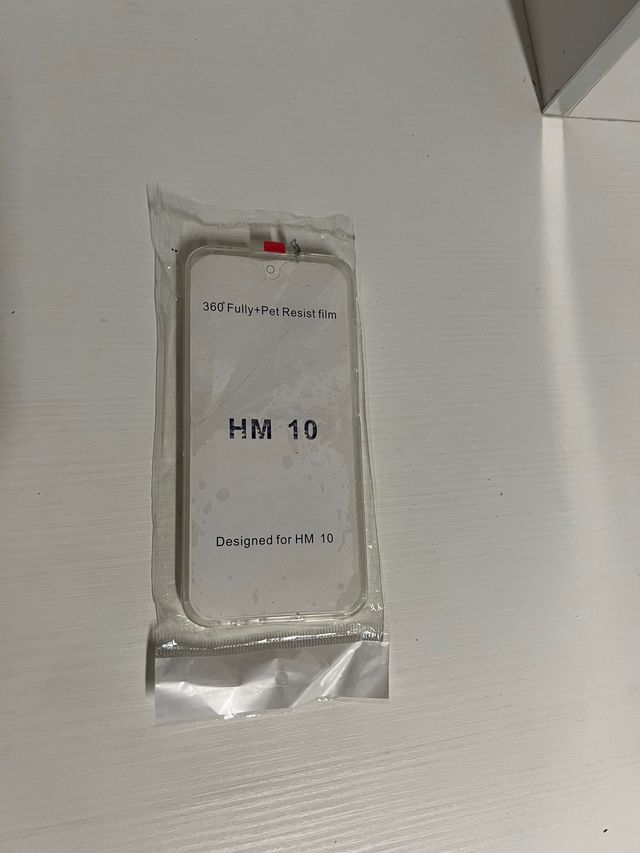 360° Fully+Pet Resist film
HM 10
Designed for HM 10